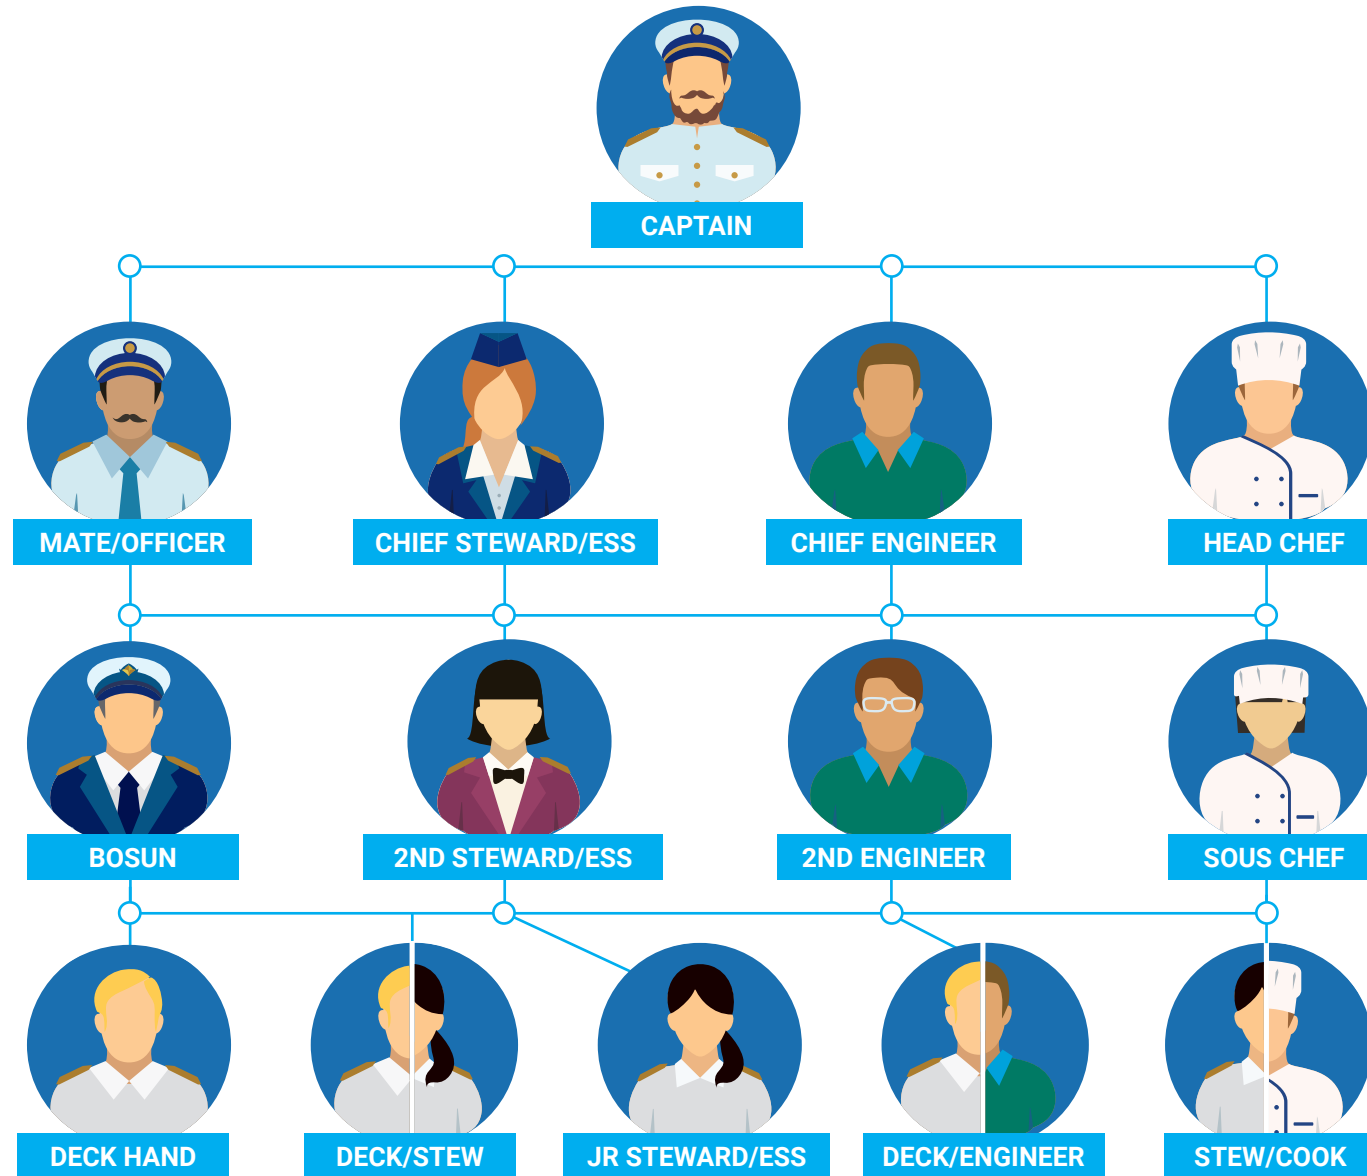 CAPTAIN
MATE/OFFICER
CHIEF STEWARD/ESS
CHIEF ENGINEER
HEAD CHEF
BOSUN
2ND STEWARD/ESS
2ND ENGINEER
SOUS CHEF
DECK HAND
DECK/STEW
JR STEWARD/ESS
DECK/ENGINEER
STEW/COOK